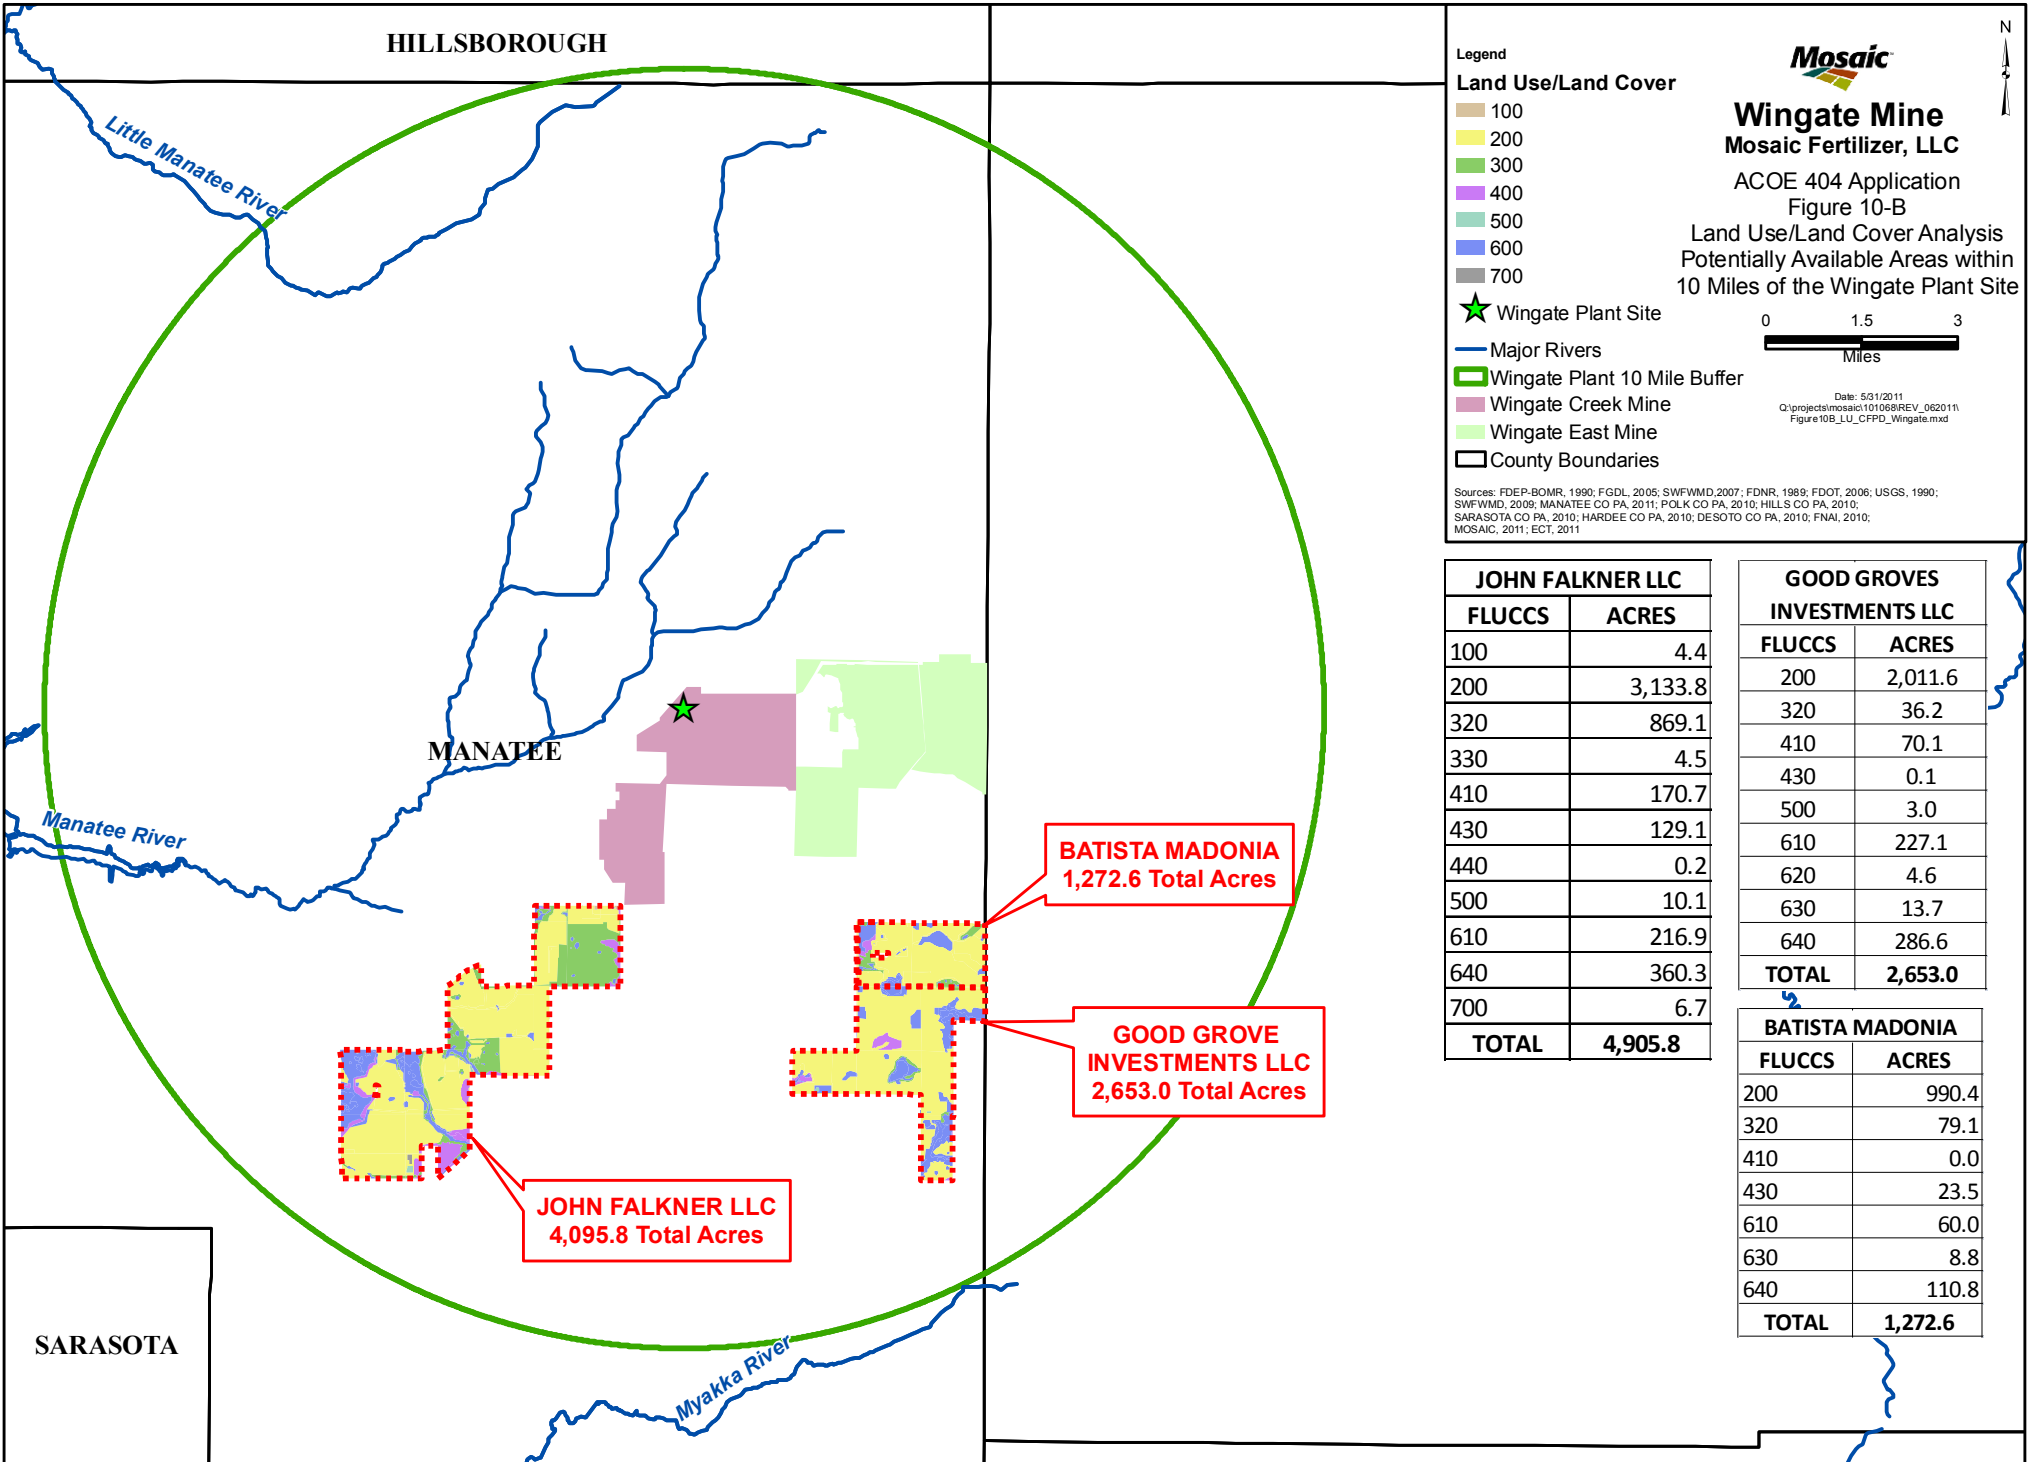 HILLSBOROUGH
Little Manatee River
MANATEE
Manatee River
BATISTA MADONIA
1,272.6 Total Acres
GOOD GROVE
INVESTMENTS LLC
2,653.0 Total Acres
JOHN FALKNER LLC
4,095.8 Total Acres
SARASOTA
Myakka River
Legend
Land Use/Land Cover
100
200
300
400
500
600
700
Wingate Plant Site
Major Rivers
Wingate Plant 10 Mile Buffer
Wingate Creek Mine
Wingate East Mine
County Boundaries
N
Mosaic
Wingate Mine
Mosaic Fertilizer, LLC
ACOE 404 Application
Figure 10-B
Land Use/Land Cover Analysis
Potentially Available Areas within
10 Miles of the Wingate Plant Site
0 1.5 3
Miles
Date: 5/31/2011
Q:\projects\mosaic\101068\REV_062011\
Figure10B_LU_CFPD_Wingate.mxd
Sources: FDEP-BOMR, 1990; FGDL, 2005; SWFWMD,2007; FDNR, 1989; FDOT, 2006; USGS, 1990;
SWFWMD, 2009; MANATEE CO PA, 2011; POLK CO PA, 2010; HILLS CO PA, 2010;
SARASOTA CO PA, 2010; HARDEE CO PA, 2010; DESOTO CO PA, 2010; FNAI, 2010;
MOSAIC, 2011; ECT, 2011
JOHN FALKNER LLC
FLUCCS ACRES
100 4.4
200 3,133.8
320 869.1
330 4.5
410 170.7
430 129.1
440 0.2
500 10.1
610 216.9
640 360.3
700 6.7
TOTAL 4,905.8
GOOD GROVES
INVESTMENTS LLC
FLUCCS ACRES
200 2,011.6
320 36.2
410 70.1
430 0.1
500 3.0
610 227.1
620 4.6
630 13.7
640 286.6
TOTAL 2,653.0
BATISTA MADONIA
FLUCCS ACRES
200 990.4
320 79.1
410 0.0
430 23.5
610 60.0
630 8.8
640 110.8
TOTAL 1,272.6